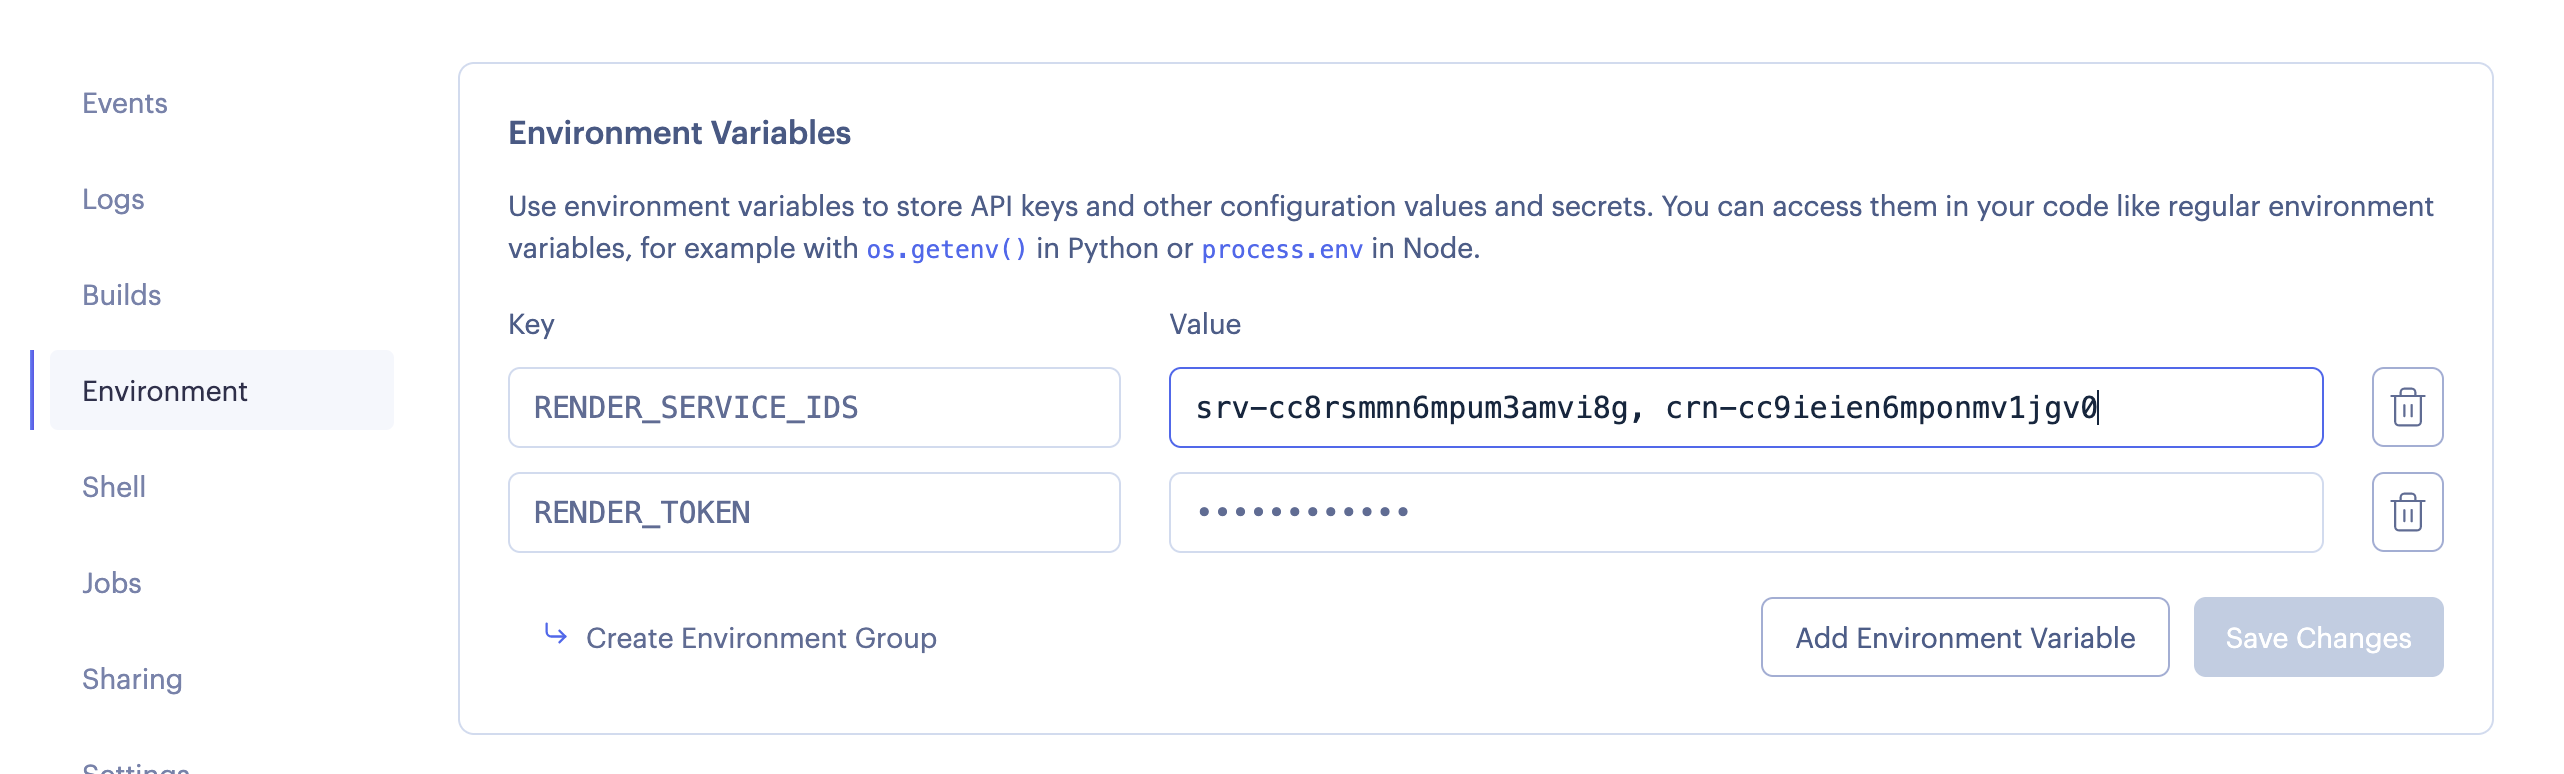 Events
Logs
Builds
Environment
Shell
Jobs
Sharing
Settings
Environment Variables
Use environment variables to store API keys and other configuration values and secrets. You can access them in your code like regular environment
variables, for example with os.getenv() in Python or process.env in Node.
Key Value
RENDER_SERVICE_IDS srv-cc8rsmmn6mpum3amvi8g, crn-cc9ieien6mponmv1jgv0
RENDER_TOKEN ••••••••••••
Create Environment Group Add Environment Variable Save Changes